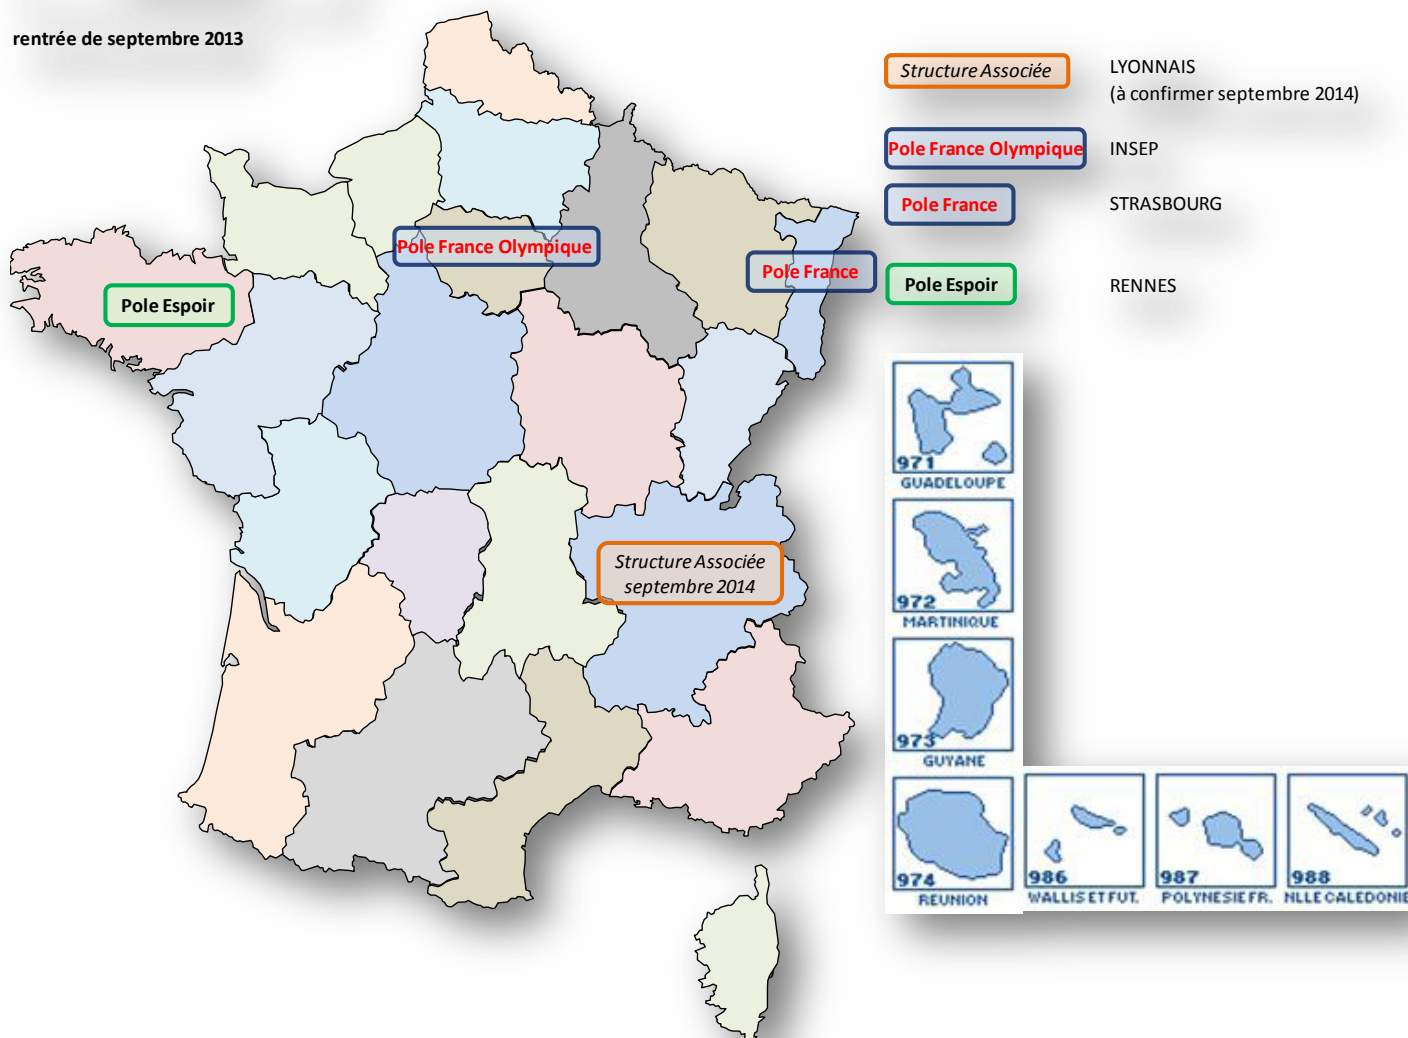 rentrée de septembre 2013
Structure Associée
LYONNAIS
(à confirmer septembre 2014)
Pole France Olympique
INSEP
Pole France
STRASBOURG
Pole Espoir
RENNES
Pole France Olympique
Pole France
Pole Espoir
Structure Associée
septembre 2014
971
GUADELOUPE
972
MARTINIQUE
973
GUYANE
974
REUNION
986
WALLIS ET FUT.
987
POLYNESIE FR.
988
NLLE CALEDONIE